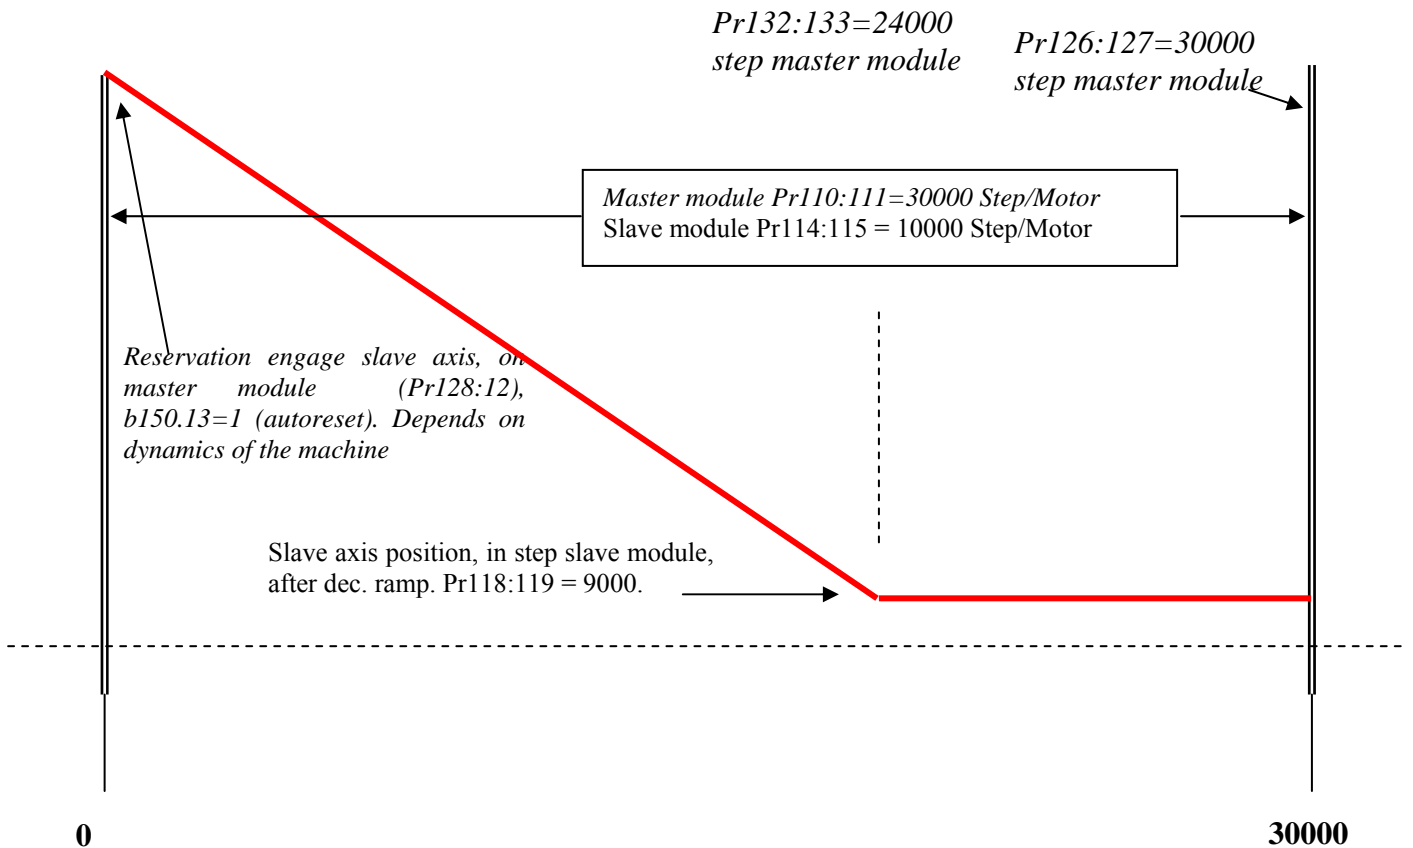 Pr132:133=24000
step master module
Pr126:127=30000
step master module
Master module Pr110:111=30000 Step/Motor
Slave module Pr114:115 = 10000 Step/Motor
Reservation engage slave axis, on
master module (Pr128:12),
b150.13=1 (autoreset). Depends on
dynamics of the machine
Slave axis position, in step slave module,
after dec. ramp. Pr118:119 = 9000.
0
30000